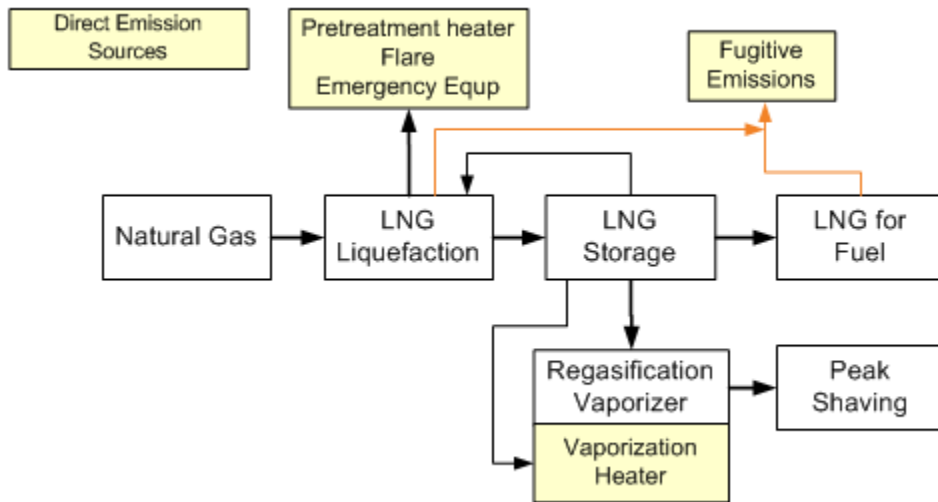 Direct Emission
Sources
Pretreatment heater
Flare
Emergency Equp
Fugitive
Emissions
Natural Gas
LNG
Liquefaction
LNG
Storage
LNG for
Fuel
Regasification
Vaporizer
Peak
Shaving
Vaporization
Heater